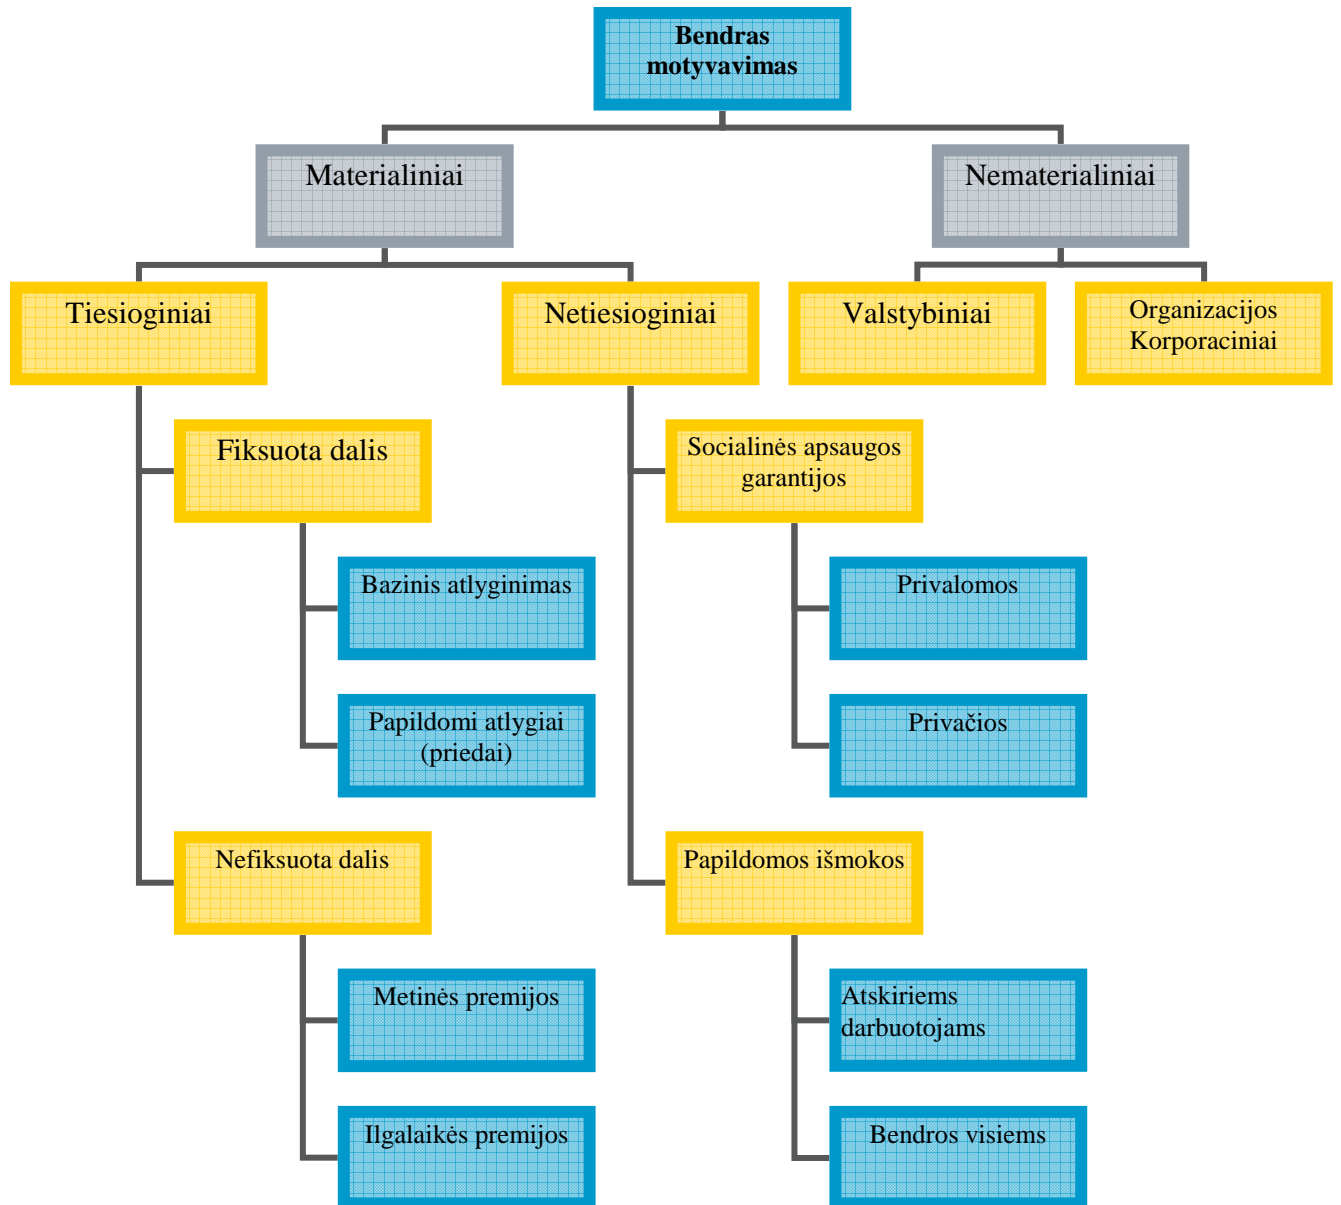 Bendras
motyvavimas
Materialiniai
Nematerialiniai
Tiesioginiai
Netiesioginiai
Valstybiniai
Organizacijos
Korporaciniai
Fiksuota dalis
Socialinės apsaugos
garantijos
Bazinis atlyginimas
Privalomos
Papildomi atlygiai
(priedai)
Privačios
Nefiksuota dalis
Papildomos išmokos
Metinės premijos
Atskiriems
darbuotojams
Ilgalaikės premijos
Bendros visiems